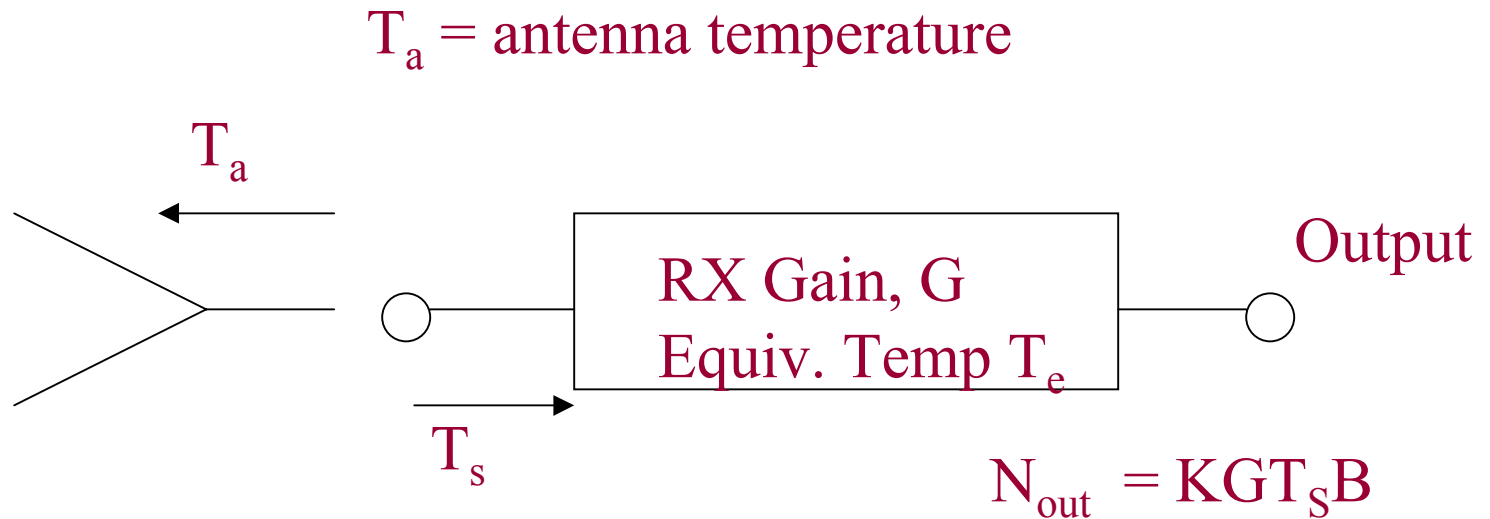 Tₐ = antenna temperature
Tₐ
RX Gain, G
Output
Equiv. Temp Tₑ
Tₛ
Nout = KGTSB